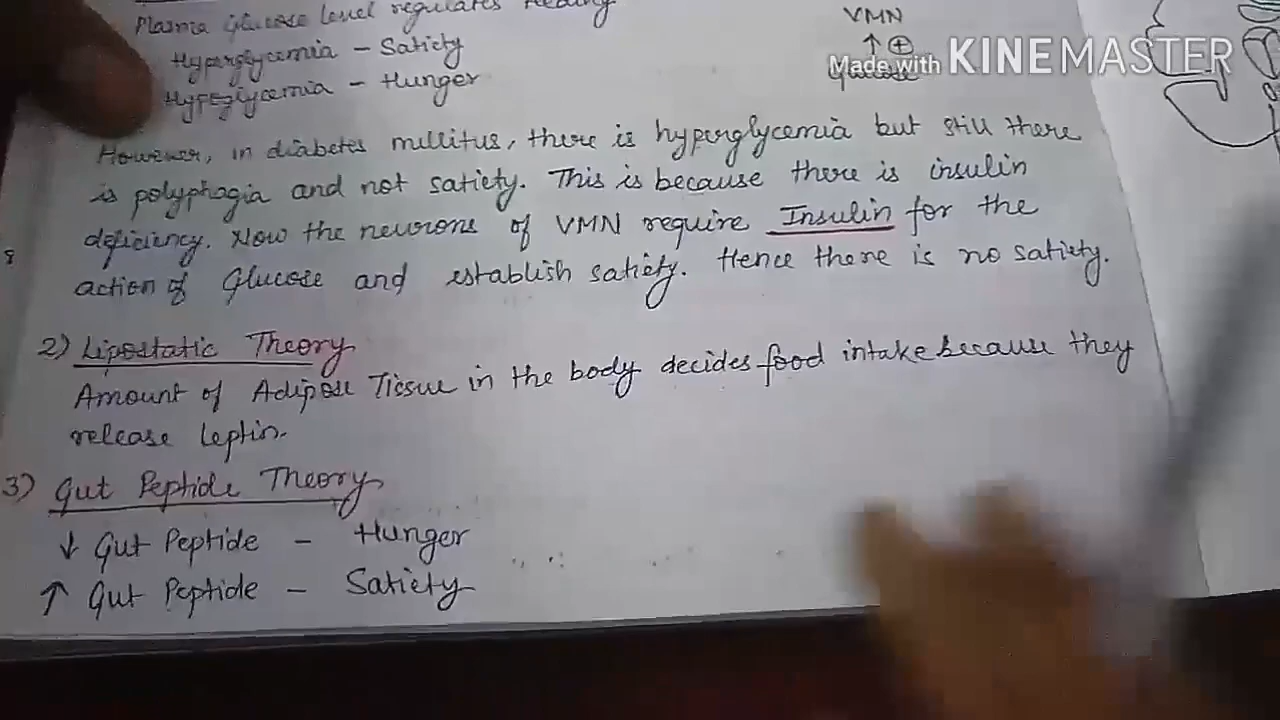 Plasma Glucose level regulates feeding
Hyperglycemia - Satiety
Hypoglycemia - Hunger
VMN
↑ ⊕
Glucose
Made with KINEMASTER
However, in diabetes millitus, there is hyperglycemia but still there
is polyphagia and not satiety. This is because there is insulin
deficiency. Now the neurons of VMN require Insulin for the
action of Glucose and establish satiety. Hence there is no satiety.
2) Lipostatic Theory
Amount of Adipose Tissue in the body decides food intake because they
release leptin.
3) Gut Peptide Theory
↓ Gut Peptide - Hunger
↑ Gut Peptide - Satiety